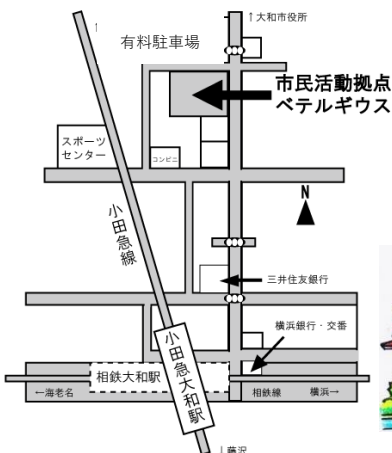 ↑大和市役所
↑
有料駐車場
市民活動拠点
ベテルギウス
スポーツ
センター
コンビニ
N
小田急線
三井住友銀行
横浜銀行・交番
小田急大和駅
相鉄大和駅
←海老名
相鉄線
横浜→
↓藤沢